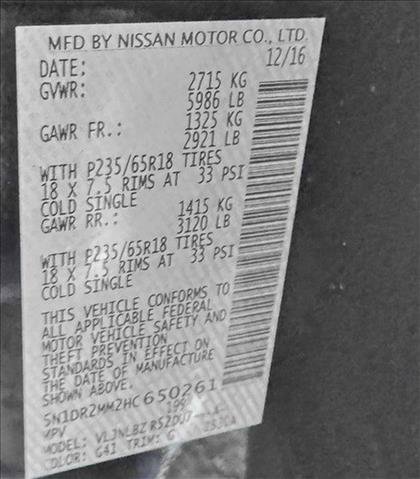 MFD BY NISSAN MOTOR CO., LTD.
DATE: 12/16
GVWR: 2715 KG
5986 LB
GAWR FR.: 1325 KG
2921 LB
WITH P235/65R18 TIRES
18 X 7.5 RIMS AT 33 PSI
COLD SINGLE
GAWR RR.: 1415 KG
3120 LB
WITH P235/65R18 TIRES
18 X 7.5 RIMS AT 33 PSI
COLD SINGLE
THIS VEHICLE CONFORMS TO
ALL APPLICABLE FEDERAL
MOTOR VEHICLE SAFETY AND
THEFT PREVENTION
STANDARDS IN EFFECT ON
THE DATE OF MANUFACTURE
SHOWN ABOVE.
5N1DR2MM2HC650261
MPV
MODEL:
COLOR: G41 TRIM: G